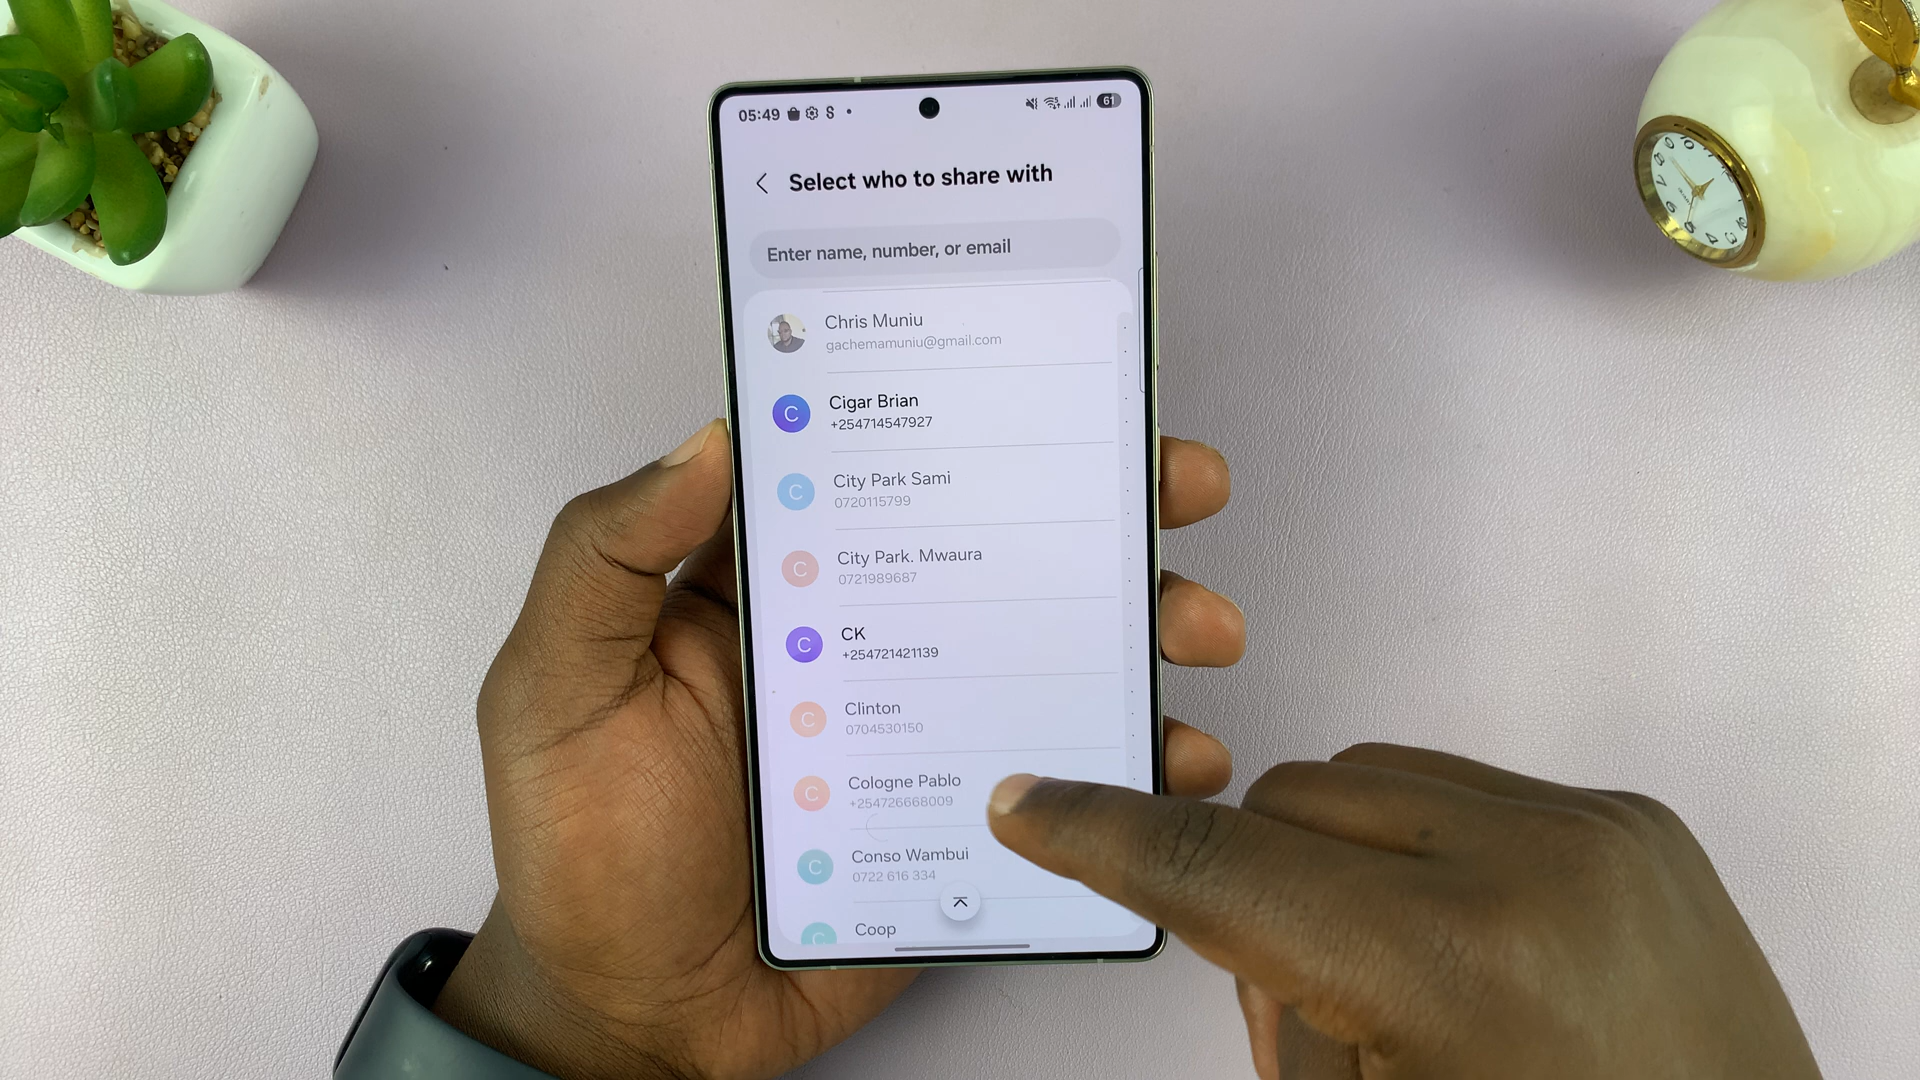 05:49
61
Select who to share with
Enter name, number, or email
Chris Muniu
gachemamuniu@gmail.com
C
Cigar Brian
+254714547927
C
City Park Sami
0720115799
C
City Park. Mwaura
0721989687
C
CK
+254721421139
C
Clinton
0704530150
C
Cologne Pablo
+254726668009
C
Conso Wambui
0722 616 334
C
Coop